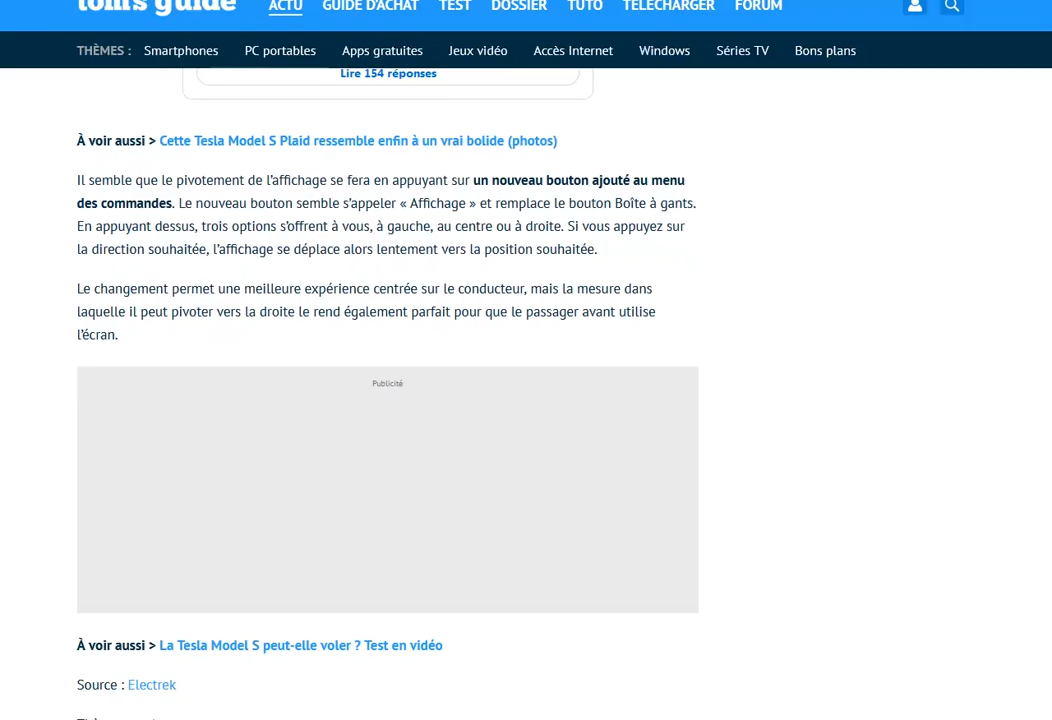 tom's guide ACTU GUIDE D'ACHAT TEST DOSSIER TUTO TÉLÉCHARGER FORUM
THÈMES : Smartphones PC portables Apps gratuites Jeux vidéo Accès Internet Windows Séries TV Bons plans
Lire 154 réponses
À voir aussi > Cette Tesla Model S Plaid ressemble enfin à un vrai bolide (photos)
Il semble que le pivotement de l’affichage se fera en appuyant sur un nouveau bouton ajouté au menu
des commandes. Le nouveau bouton semble s’appeler « Affichage » et remplace le bouton Boîte à gants.
En appuyant dessus, trois options s’offrent à vous, à gauche, au centre ou à droite. Si vous appuyez sur
la direction souhaitée, l’affichage se déplace alors lentement vers la position souhaitée.
Le changement permet une meilleure expérience centrée sur le conducteur, mais la mesure dans
laquelle il peut pivoter vers la droite le rend également parfait pour que le passager avant utilise
l’écran.
Publicité
À voir aussi > La Tesla Model S peut-elle voler ? Test en vidéo
Source : Electrek